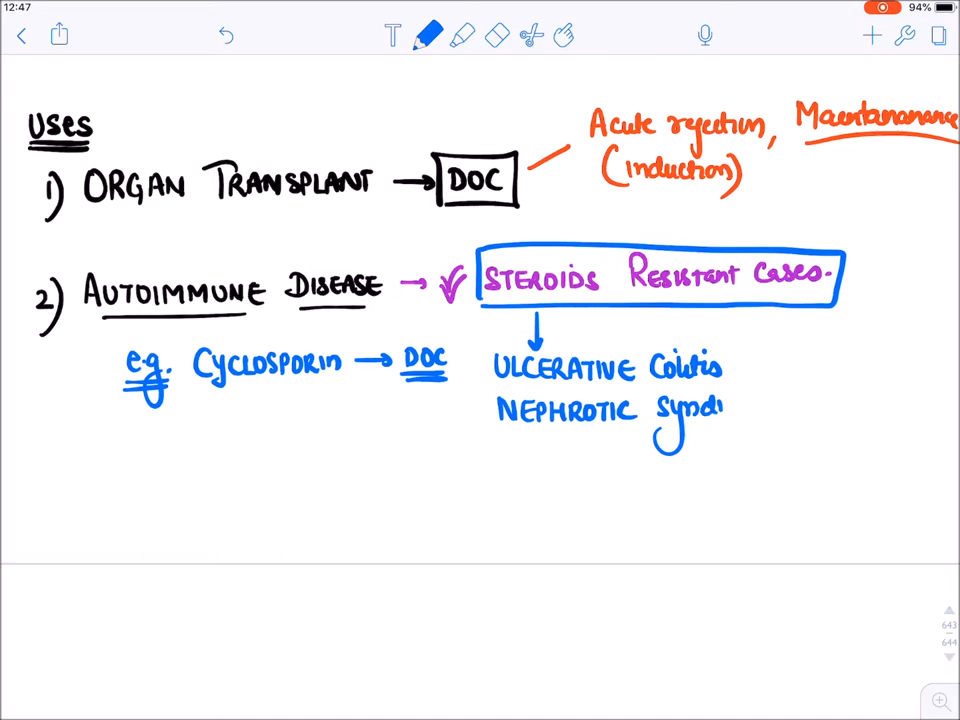 12:47
94%
T
Uses
Acute rejection, Maintanance
(induction)
1) ORGAN TRANSPLANT → DOC
2) AUTOIMMUNE DISEASE → STEROIDS Resistant cases.
e.g. CYCLOSPORIN → DOC
ULCERATIVE Colitis
NEPHROTIC Synd
643
644